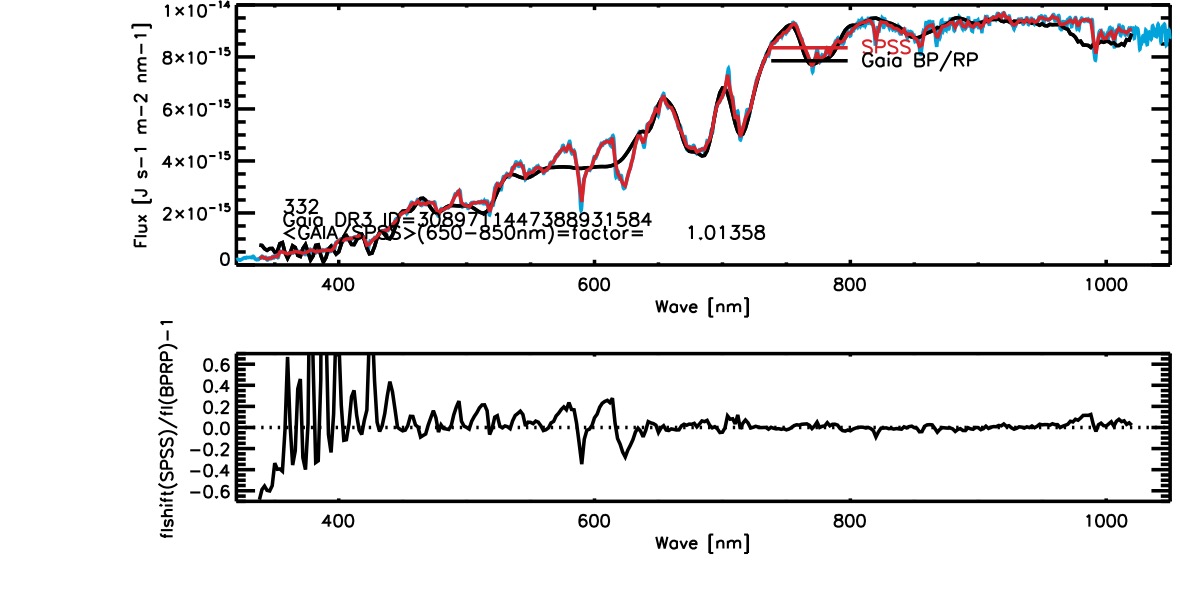 1×10−14
8×10−15
6×10−15
4×10−15
2×10−15
0
Flux [J s−1 m−2 nm−1]
SPSS
Gaia BP/RP
332
Gaia DR3 ID=3089711447388931584
<GAIA/SPSS>(650−850nm)=factor= 1.01358
400 600 800 1000
Wave [nm]
flshift(SPSS)/fl(BPRP)−1
0.6
0.4
0.2
0.0
−0.2
−0.4
−0.6
400 600 800 1000
Wave [nm]